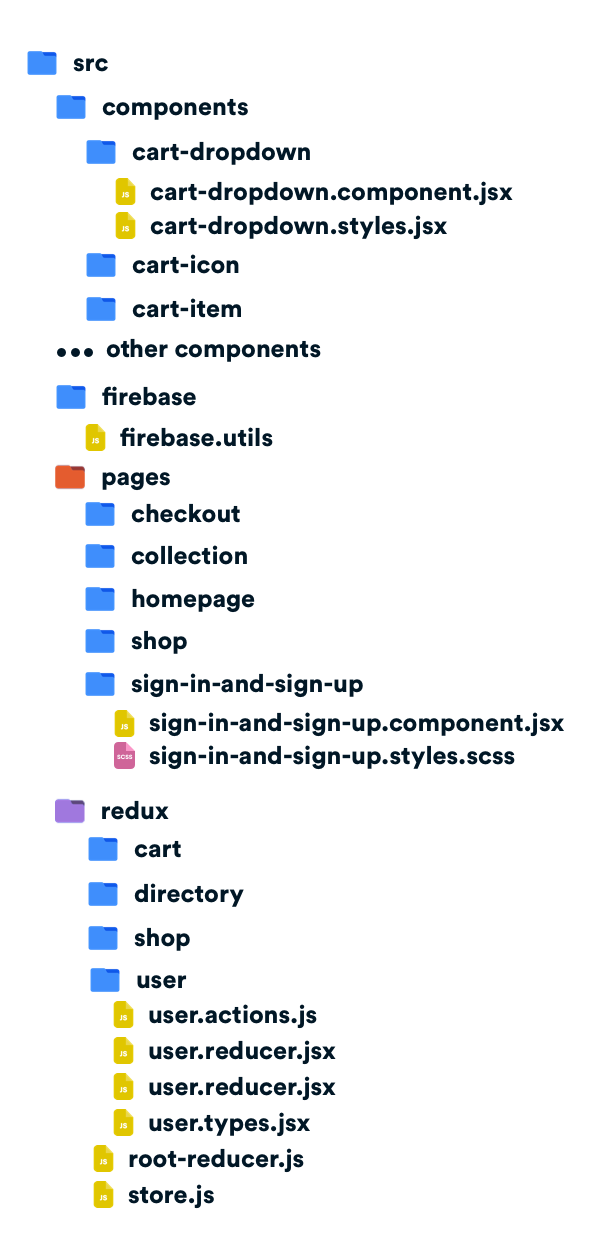 src
components
cart-dropdown
JS cart-dropdown.component.jsx
JS cart-dropdown.styles.jsx
cart-icon
cart-item
••• other components
firebase
JS firebase.utils
pages
checkout
collection
homepage
shop
sign-in-and-sign-up
JS sign-in-and-sign-up.component.jsx
SCSS sign-in-and-sign-up.styles.scss
redux
cart
directory
shop
user
JS user.actions.js
JS user.reducer.jsx
JS user.reducer.jsx
JS user.types.jsx
JS root-reducer.js
JS store.js